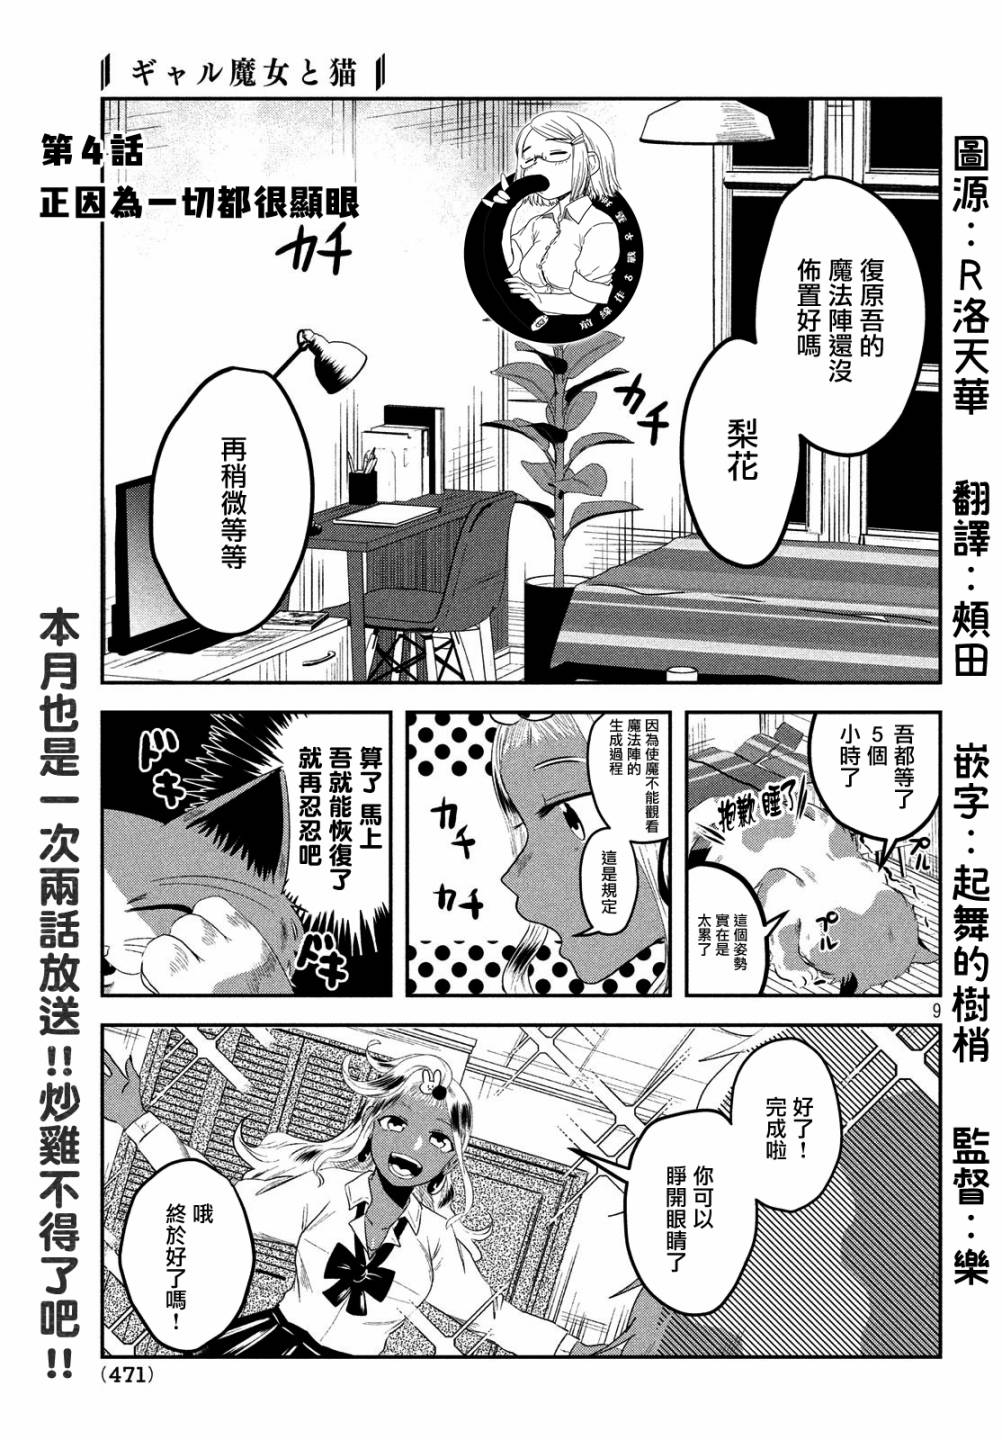 ギャル魔女と猫
第4話
正因為一切都很顯眼
復原吾的
魔法陣還沒
佈置好嗎
梨花
カチ
カチ
再稍微等等
吾都等了
5個
小時了
抱歉 睡了
プルプル
プルプル
這個姿勢
實在是
太累了
因為使魔不能觀看
魔法陣的
生成過程
這是規定
カチ
カチ
算了 馬上
吾就能恢復了
就再忍忍吧
ドキ
ドキ
9
好了！
完成啦
你可以
睜開眼睛了
哦
終於好了嗎！
（471）
圖源：R洛天華
翻譯：頰田
嵌字：起舞的樹梢
監督：樂
本月也是一次兩話放送!!炒雞不得了吧!!